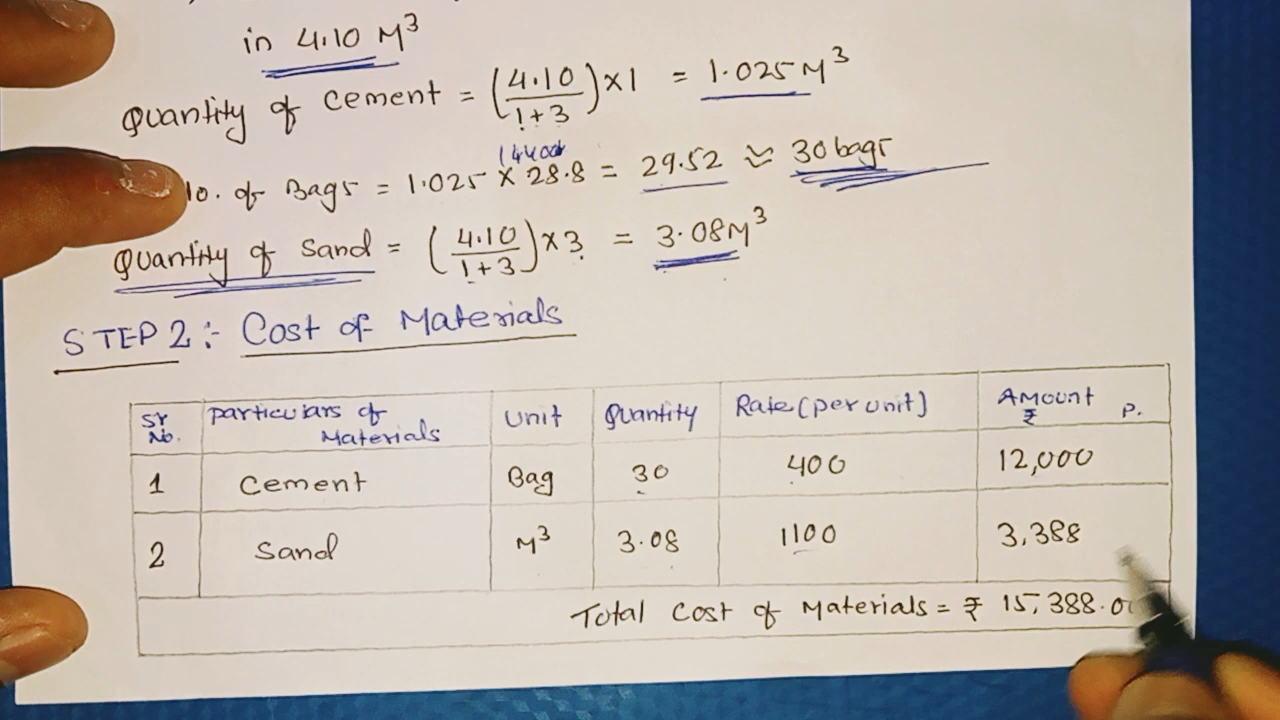 in 4.10 M³
Quantity of Cement = (4.10/1+3)×1 = 1.025 M³
1440
No. of Bags = 1.025 × 28.8 = 29.52 ≈ 30 bags
Quantity of Sand = (4.10/1+3)×3 = 3.08 M³
STEP 2 :- Cost of Materials
Sr No. Particulars of Materials Unit Quantity Rate (per unit) Amount ₹ P.
1 Cement Bag 30 400 12,000
2 Sand M³ 3.08 1100 3,388
Total Cost of Materials = ₹ 15,388.0